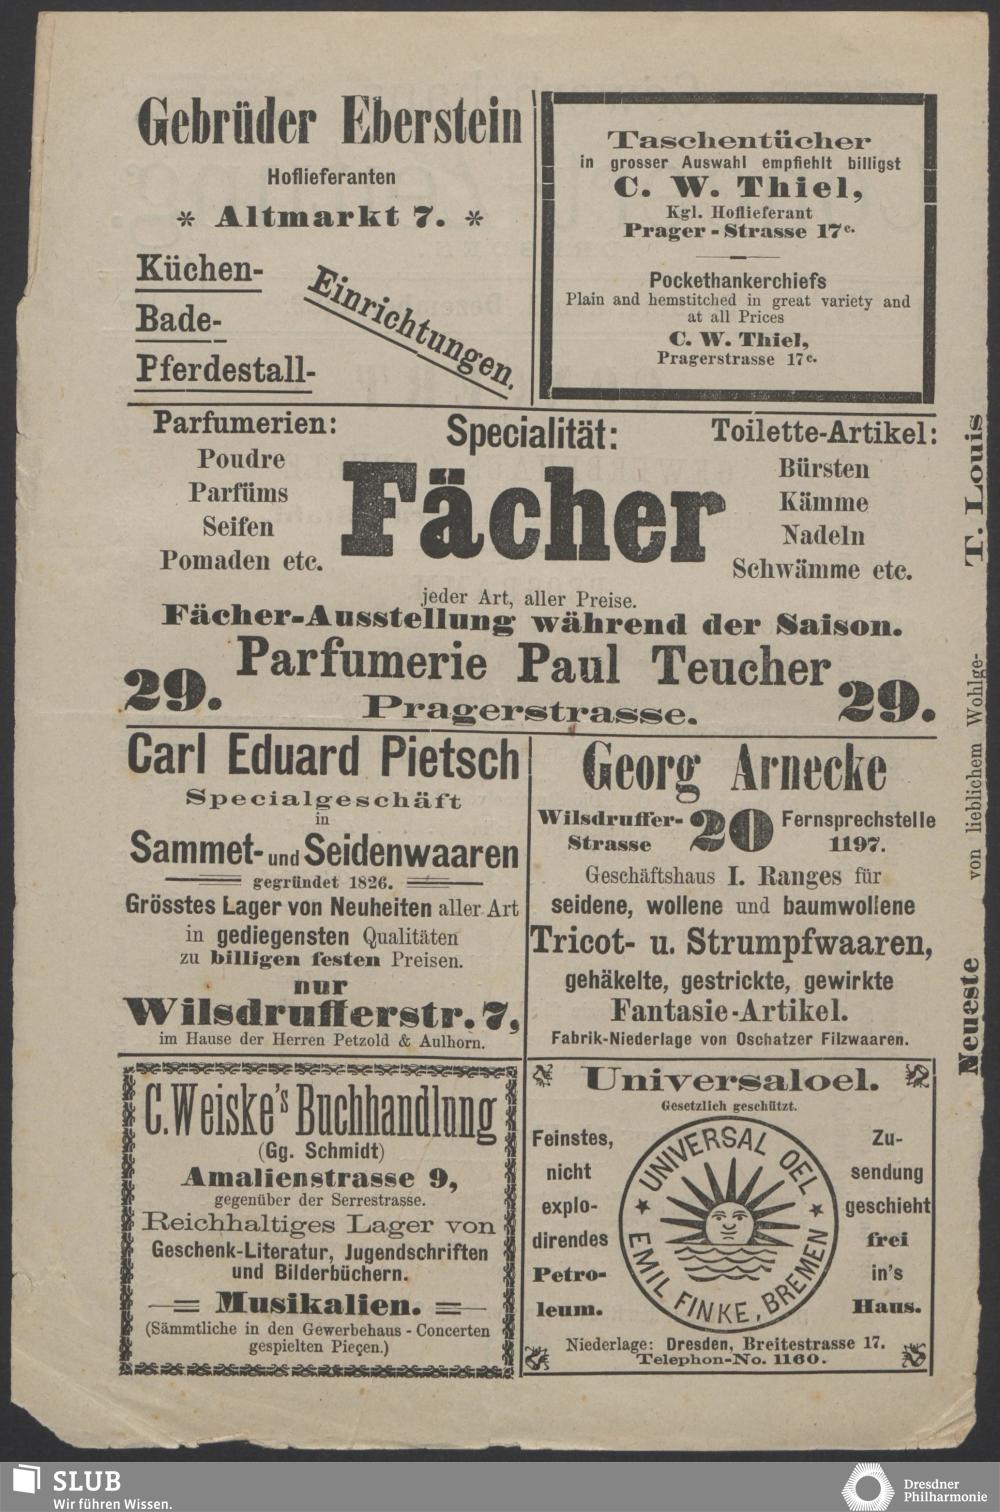 Gebrüder Eberstein
Hoflieferanten
* Altmarkt 7. *
Küchen-
Bade-
Pferdestall-
Einrichtungen.
Taschentücher
in grosser Auswahl empfiehlt billigst
C. W. Thiel,
Kgl. Hoflieferant
Prager-Strasse 17c.
Pockethankerchiefs
Plain and hemstitched in great variety and
at all Prices
C. W. Thiel,
Pragerstrasse 17c.
Parfumerien:
Poudre
Parfüms
Seifen
Pomaden etc.
Specialität:
Fächer
Toilette-Artikel:
Bürsten
Kämme
Nadeln
Schwämme etc.
jeder Art, aller Preise.
Fächer-Ausstellung während der Saison.
29. Parfumerie Paul Teucher 29.
Pragerstrasse.
Carl Eduard Pietsch
Specialgeschäft
in
Sammet- und Seidenwaaren
gegründet 1826.
Grösstes Lager von Neuheiten aller Art
in gediegensten Qualitäten
zu billigen festen Preisen.
nur
Wilsdrufferstr. 7,
im Hause der Herren Petzold & Aulhorn.
Georg Arnecke
Wilsdruffer-
Strasse
20
Fernsprechstelle
1197.
Geschäftshaus I. Ranges für
seidene, wollene und baumwollene
Tricot- u. Strumpfwaaren,
gehäkelte, gestrickte, gewirkte
Fantasie-Artikel.
Fabrik-Niederlage von Oschatzer Filzwaaren.
C. Weiske's Buchhandlung
(Gg. Schmidt)
Amalienstrasse 9,
gegenüber der Serrestrasse.
Reichhaltiges Lager von
Geschenk-Literatur, Jugendschriften
und Bilderbüchern.
Musikalien.
(Sämmtliche in den Gewerbehaus-Concerten
gespielten Pieçen.)
Universaloel.
Gesetzlich geschützt.
Feinstes,
nicht
explo-
direndes
Petro-
leum.
UNIVERSAL OEL
EMIL FINKE, BREMEN
Zu-
sendung
geschieht
frei
in's
Haus.
Niederlage: Dresden, Breitestrasse 17.
Telephon-No. 1160.
Neueste von lieblichem Wohlge- T. Louis
SLUB
Wir führen Wissen.
Dresdner
Philharmonie